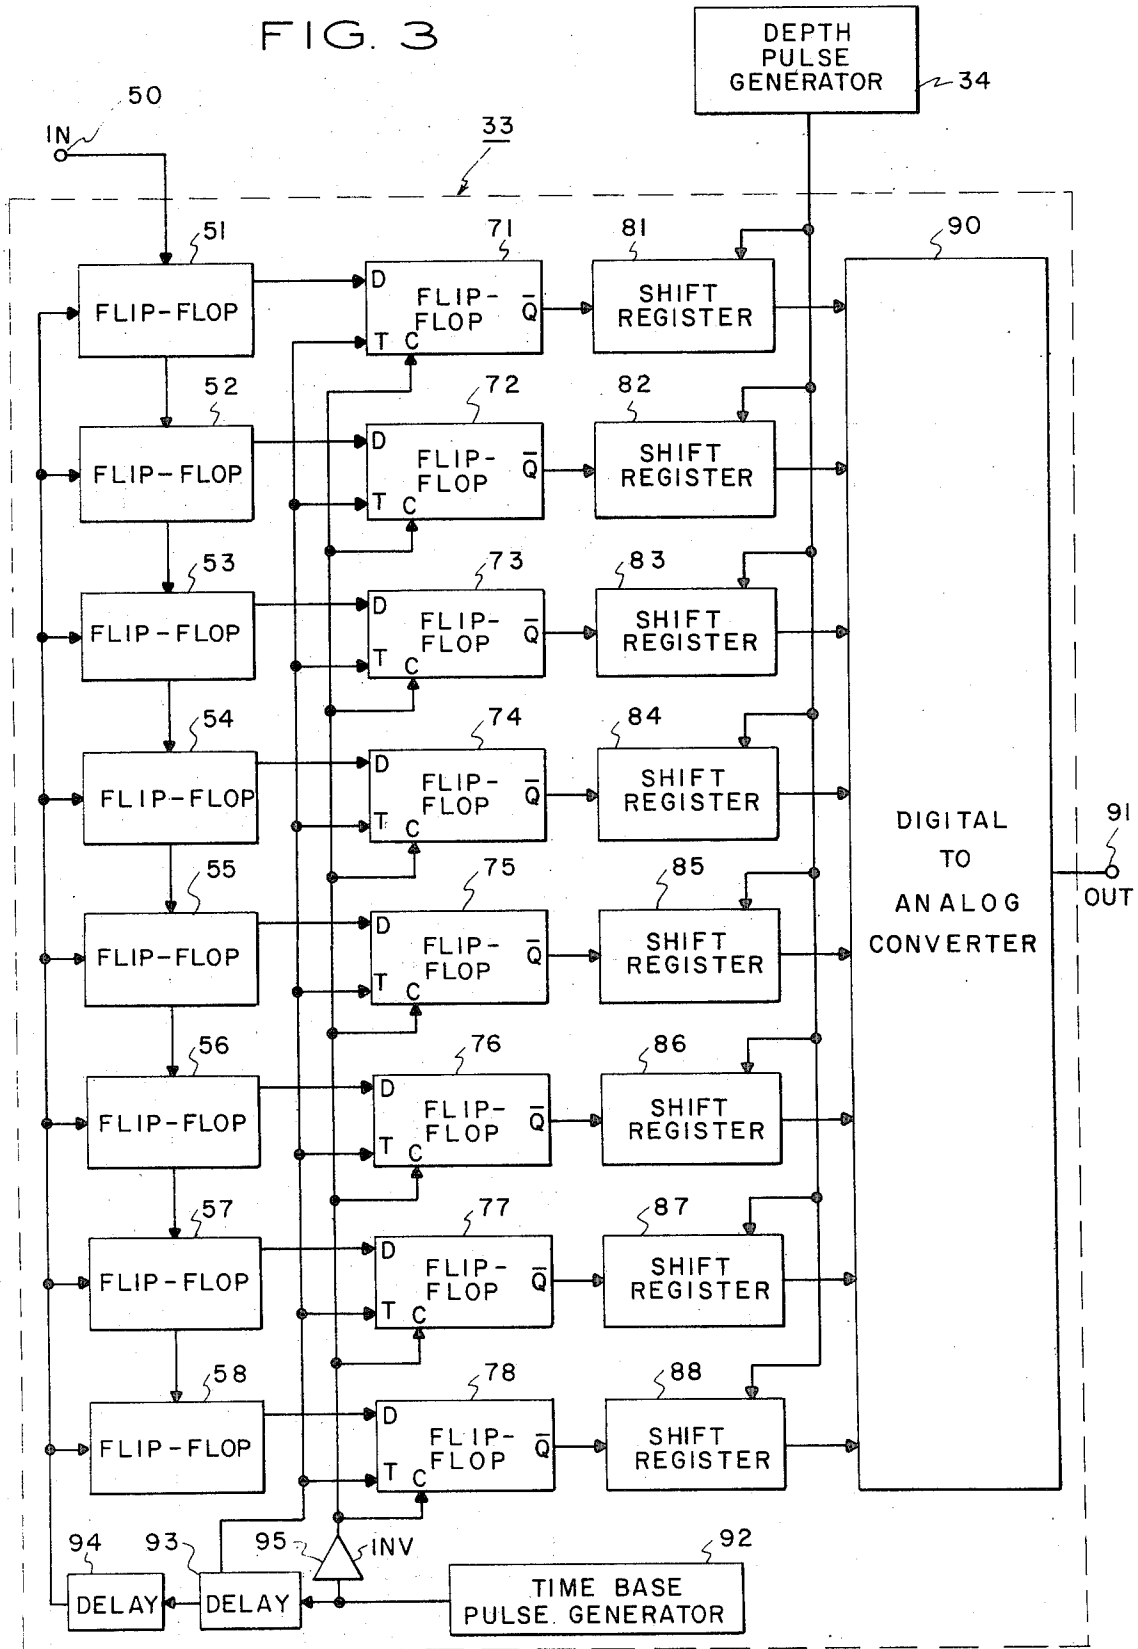 FIG. 3
DEPTH
PULSE
GENERATOR
34
50
IN
33
51
71
81
90
FLIP-FLOP
D
FLIP-
FLOP
Q̅
T
C
SHIFT
REGISTER
52
72
82
FLIP-FLOP
D
FLIP-
FLOP
Q̅
T
C
SHIFT
REGISTER
53
73
83
FLIP-FLOP
D
FLIP-
FLOP
Q̅
T
C
SHIFT
REGISTER
54
74
84
FLIP-FLOP
D
FLIP-
FLOP
Q̅
T
C
SHIFT
REGISTER
DIGITAL
TO
ANALOG
CONVERTER
91
OUT
55
75
85
FLIP-FLOP
D
FLIP-
FLOP
Q̅
T
C
SHIFT
REGISTER
56
76
86
FLIP-FLOP
D
FLIP-
FLOP
Q̅
T
C
SHIFT
REGISTER
57
77
87
FLIP-FLOP
D
FLIP-
FLOP
Q̅
T
C
SHIFT
REGISTER
58
78
88
FLIP-FLOP
D
FLIP-
FLOP
Q̅
T
C
SHIFT
REGISTER
94
93
95
INV
92
DELAY
DELAY
TIME BASE
PULSE GENERATOR